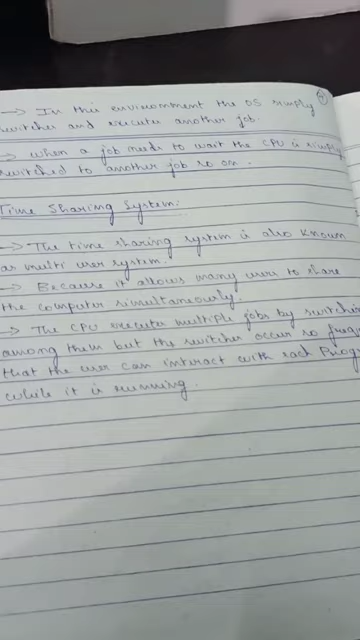 → In this environment the OS simply
switches and executes another job.
→ When a job needs to wait the CPU is simply
switched to another job so on.
Time Sharing System:
→ The time sharing system is also known
as multi user system.
→ Because it allows many users to share
the computer simultaneously.
→ The CPU executes multiple jobs by switchin
among them but the switches occur so freq
that the user can interact with each Prog
while it is running.